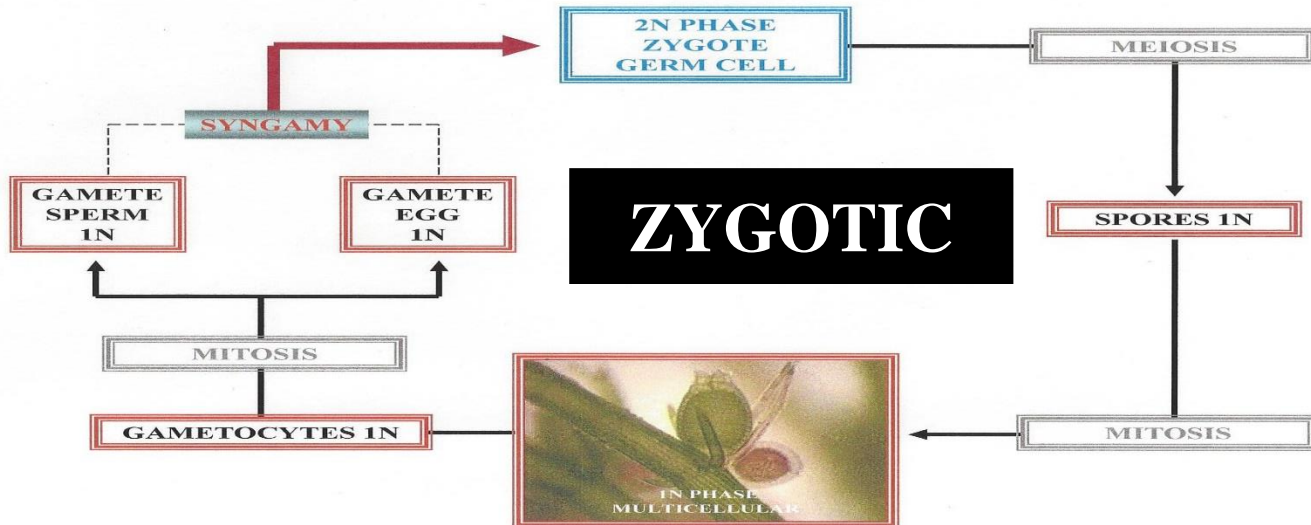 2N PHASE
ZYGOTE
GERM CELL
MEIOSIS
SYNGAMY
GAMETE
SPERM
1N
GAMETE
EGG
1N
ZYGOTIC
SPORES 1N
MITOSIS
GAMETOCYTES 1N
1N PHASE
MULTICELLULAR
MITOSIS